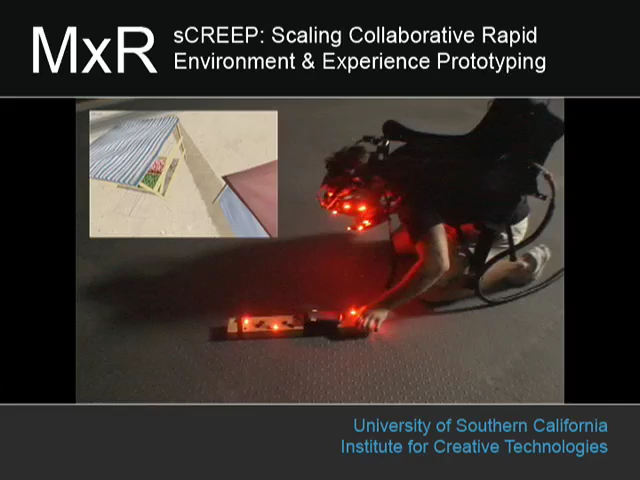 MxR
sCREEP: Scaling Collaborative Rapid
Environment & Experience Prototyping
University of Southern California
Institute for Creative Technologies